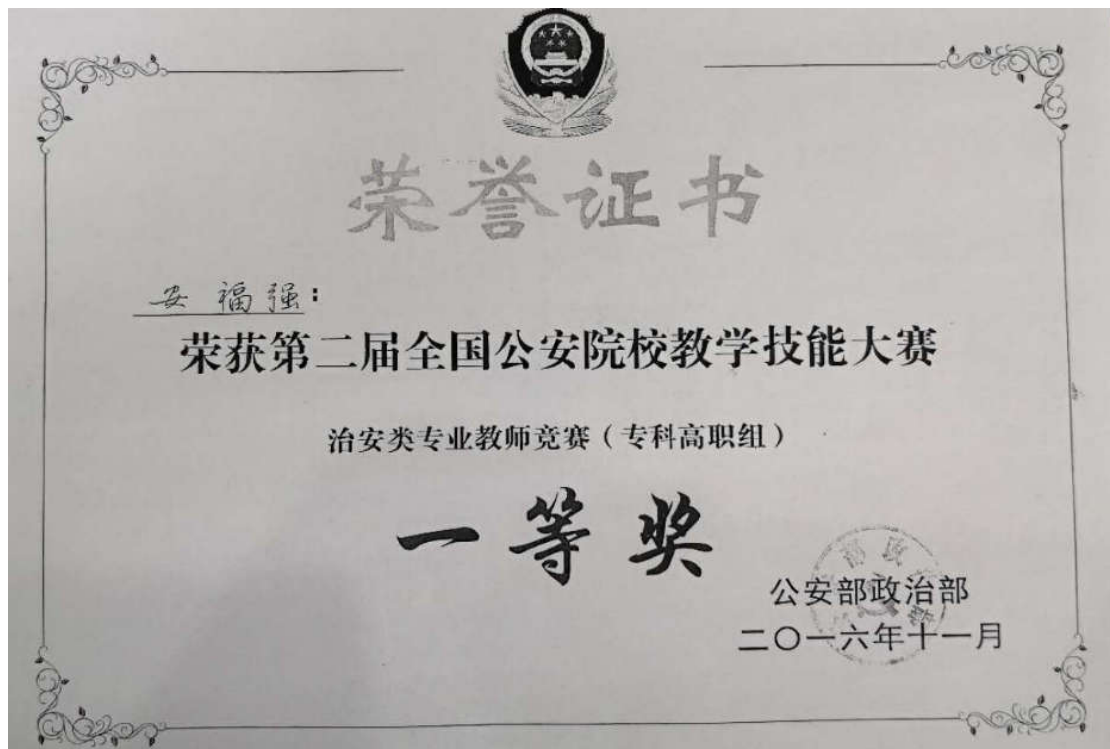 荣誉证书
安福强：
荣获第二届全国公安院校教学技能大赛
治安类专业教师竞赛（专科高职组）
一等奖
公安部政治部
二〇一六年十一月